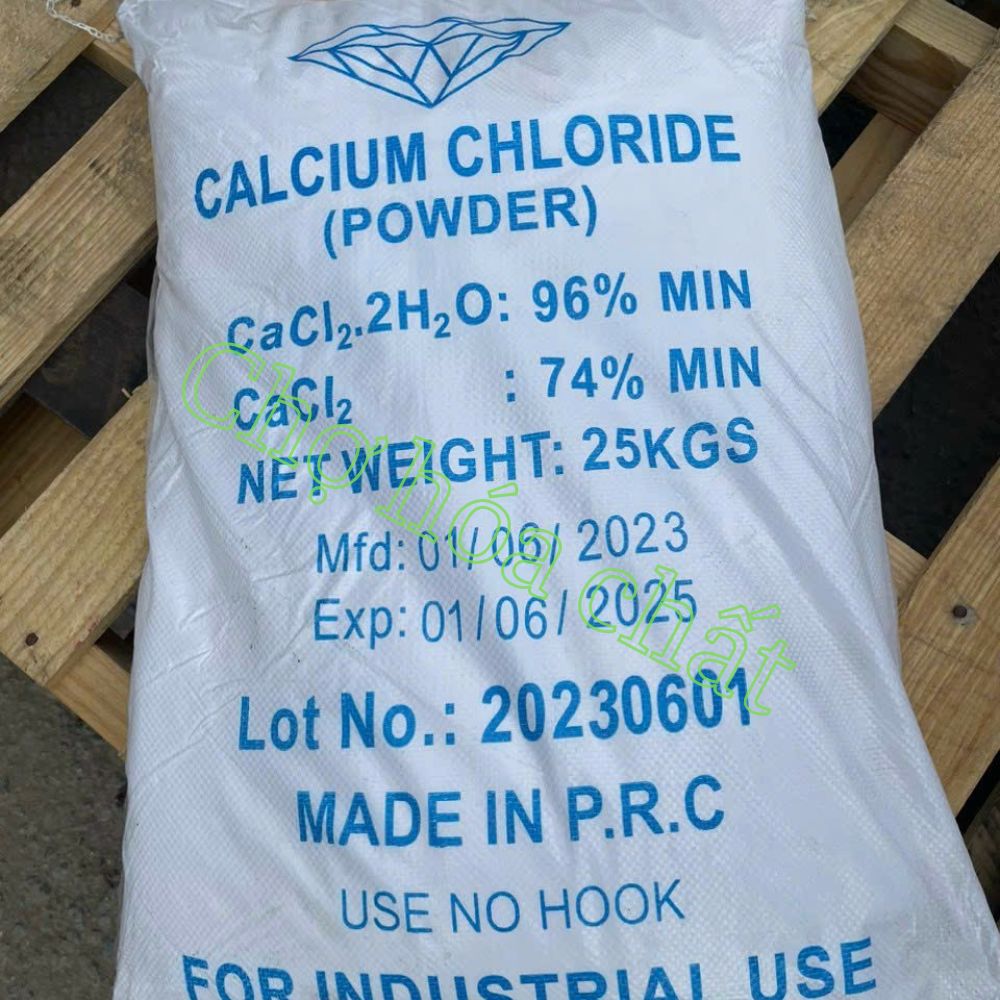 CALCIUM CHLORIDE
(POWDER)
CaCl₂.2H₂O: 96% MIN
CaCl₂ : 74% MIN
NET WEIGHT: 25KGS
Mfd: 01/06/ 2023
Exp: 01/06/ 2025
Lot No.: 20230601
MADE IN P.R.C
USE NO HOOK
FOR INDUSTRIAL USE
Chợ hóa chất